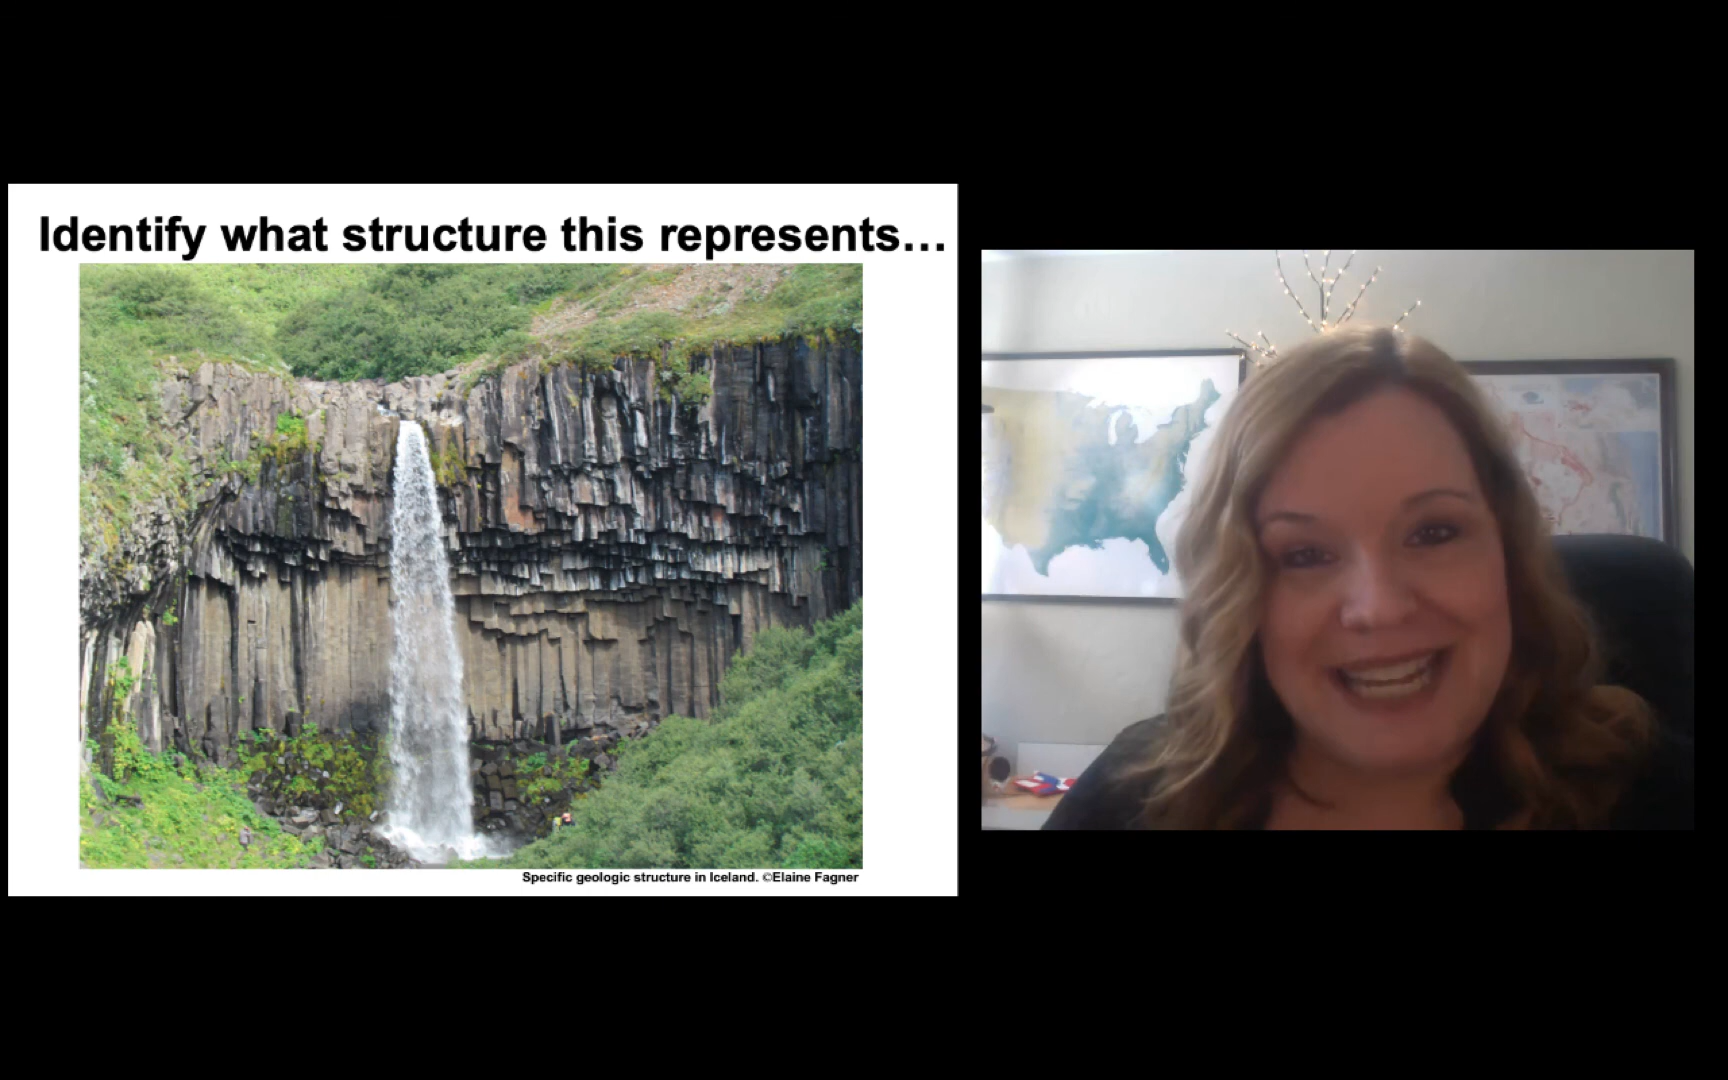 Identify what structure this represents...
Specific geologic structure in Iceland. ©Elaine Fagner